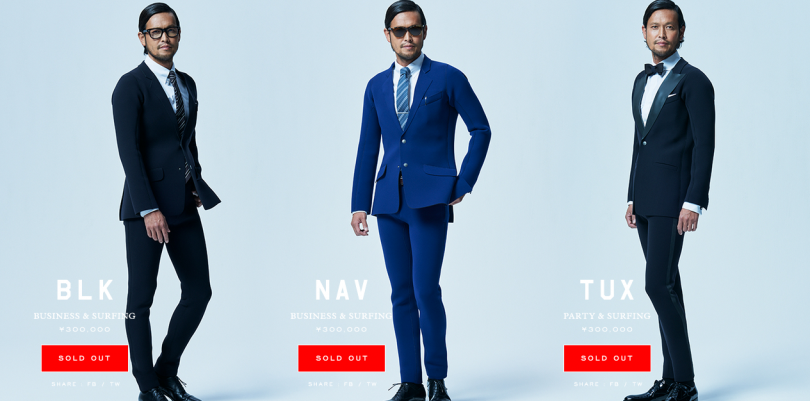 BLK
BUSINESS & SURFING
¥300,000
SOLD OUT
SHARE : FB / TW
NAV
BUSINESS & SURFING
¥300,000
SOLD OUT
SHARE : FB / TW
TUX
PARTY & SURFING
¥300,000
SOLD OUT
SHARE : FB / TW